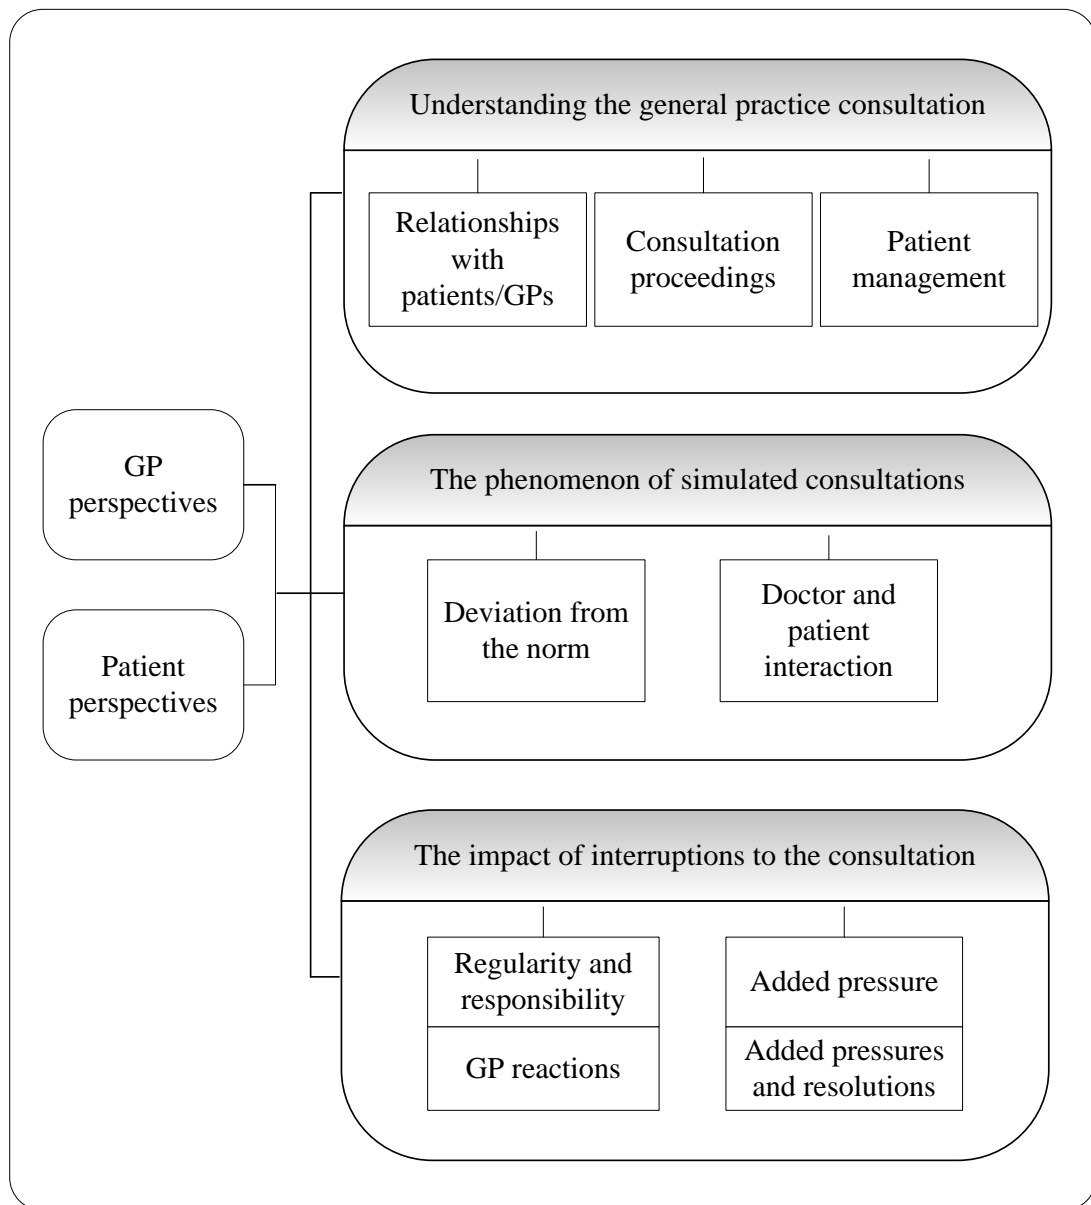 Understanding the general practice consultation
Relationships
with
patients/GPs
Consultation
proceedings
Patient
management
GP
perspectives
Patient
perspectives
The phenomenon of simulated consultations
Deviation from
the norm
Doctor and
patient
interaction
The impact of interruptions to the consultation
Regularity and
responsibility
GP reactions
Added pressure
Added pressures
and resolutions